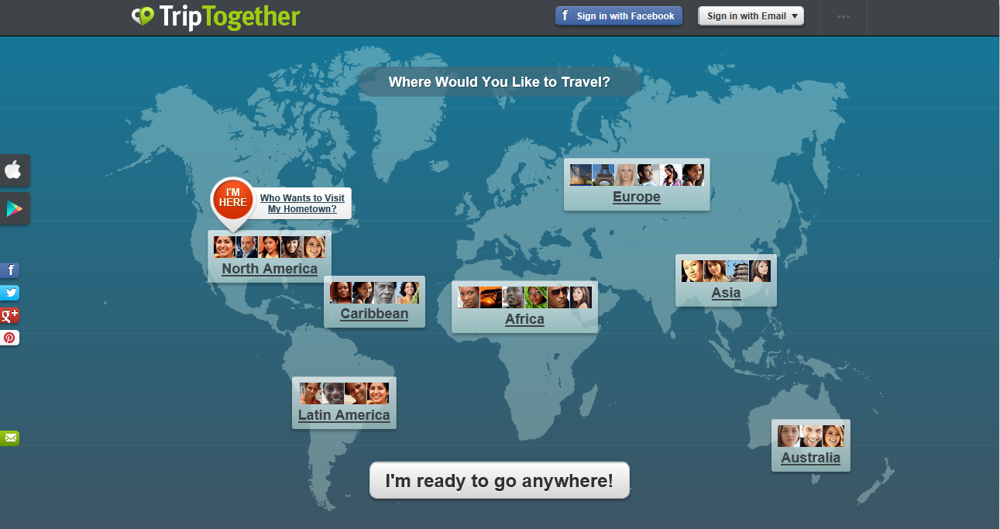 TripTogether
f Sign in with Facebook
Sign in with Email
Where Would You Like to Travel?
I'M
HERE
Who Wants to Visit
My Hometown?
Europe
North America
f
Asia
Caribbean
g+
Africa
Latin America
Australia
I'm ready to go anywhere!